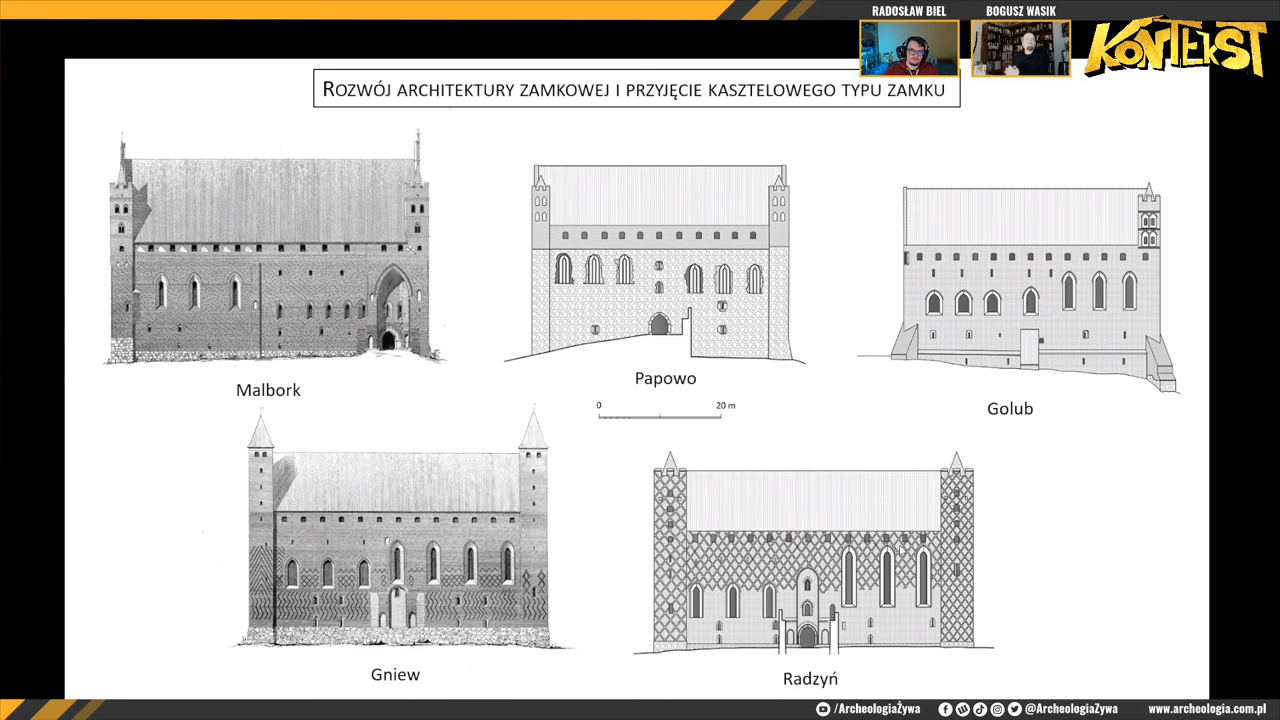 RADOSŁAW BIEL
BOGUSZ WASIK
KONTEKST
ROZWÓJ ARCHITEKTURY ZAMKOWEJ I PRZYJĘCIE KASZTELOWEGO TYPU ZAMKU
Malbork
Papowo
Golub
0 20 m
Gniew
Radzyń
/ArcheologiaŻywa
@ArcheologiaZywa
www.archeologia.com.pl